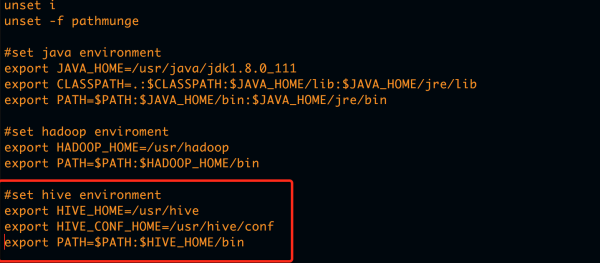 unset i
unset -f pathmunge
#set java environment
export JAVA_HOME=/usr/java/jdk1.8.0_111
export CLASSPATH=.:$CLASSPATH:$JAVA_HOME/lib:$JAVA_HOME/jre/lib
export PATH=$PATH:$JAVA_HOME/bin:$JAVA_HOME/jre/bin
#set hadoop enviroment
export HADOOP_HOME=/usr/hadoop
export PATH=$PATH:$HADOOP_HOME/bin
#set hive environment
export HIVE_HOME=/usr/hive
export HIVE_CONF_HOME=/usr/hive/conf
export PATH=$PATH:$HIVE_HOME/bin